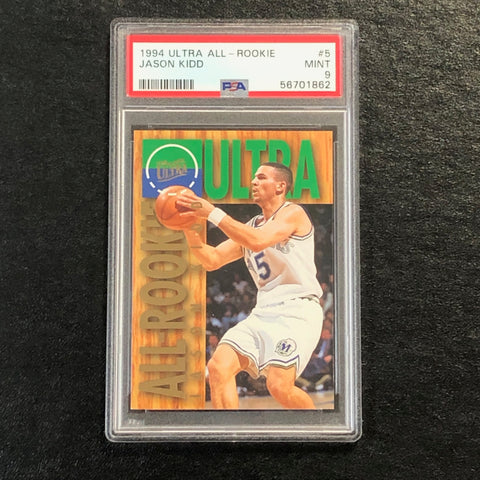 1994 ULTRA ALL-ROOKIE #5
JASON KIDD MINT
9
PSA 56701862
ULTRA
ULTRA
ALL-ROOKIE
5
M